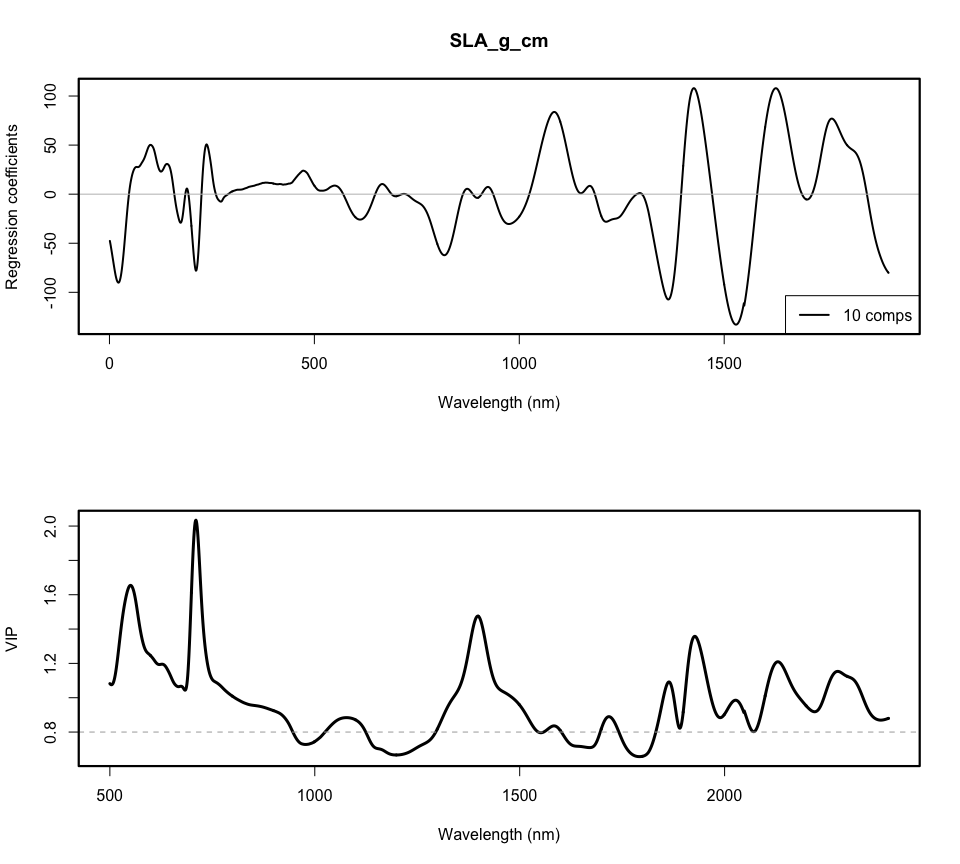 SLA_g_cm
Regression coefficients
100
50
0
-50
-100
10 comps
0 500 1000 1500
Wavelength (nm)
VIP
2.0
1.6
1.2
0.8
500 1000 1500 2000
Wavelength (nm)